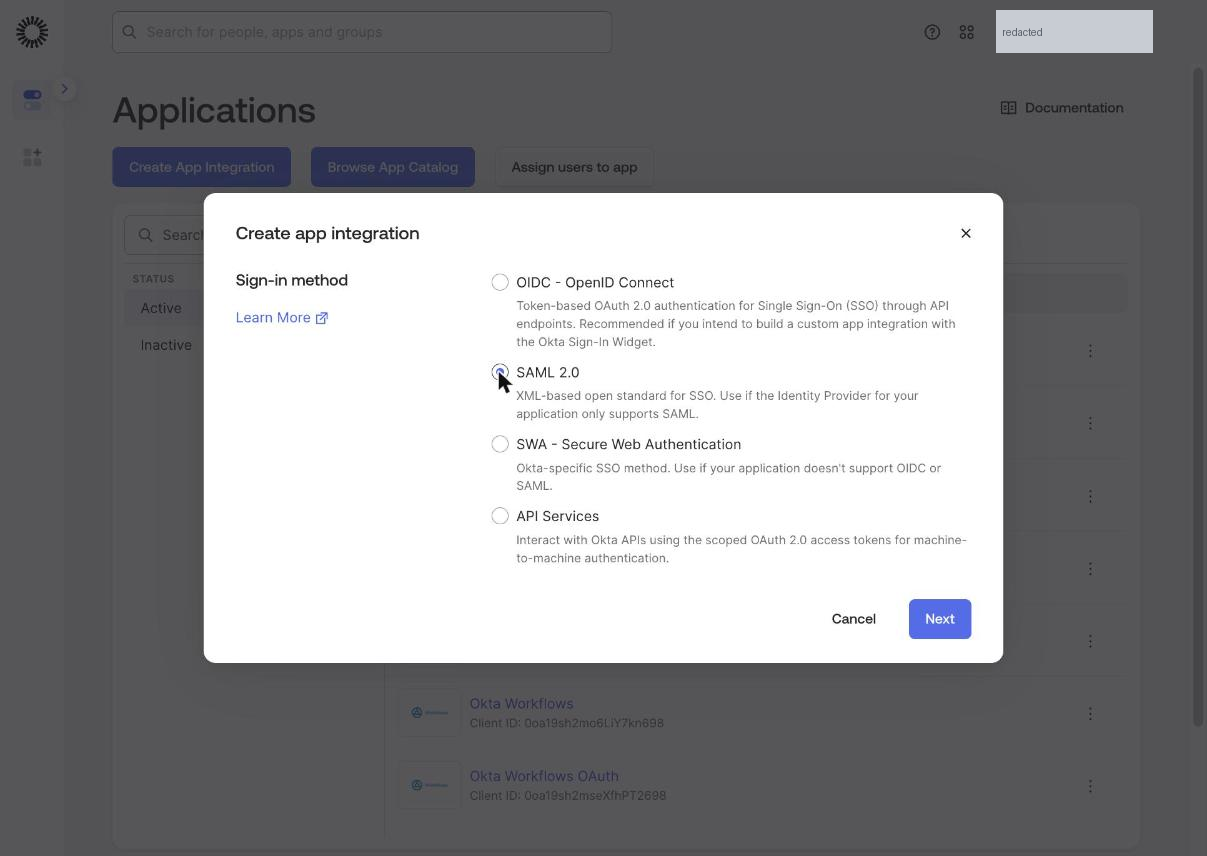 Search for people, apps and groups
redacted
Applications
Documentation
Create App Integration
Browse App Catalog
Assign users to app
Search
STATUS
Active
Inactive
Create app integration
Sign-in method
Learn More
OIDC - OpenID Connect
Token-based OAuth 2.0 authentication for Single Sign-On (SSO) through API
endpoints. Recommended if you intend to build a custom app integration with
the Okta Sign-In Widget.
SAML 2.0
XML-based open standard for SSO. Use if the Identity Provider for your
application only supports SAML.
SWA - Secure Web Authentication
Okta-specific SSO method. Use if your application doesn't support OIDC or
SAML.
API Services
Interact with Okta APIs using the scoped OAuth 2.0 access tokens for machine-
to-machine authentication.
Cancel
Next
Okta Workflows
Client ID: 0oa19sh2mo6LiY7kn698
Okta Workflows OAuth
Client ID: 0oa19sh2mseXfhPT2698